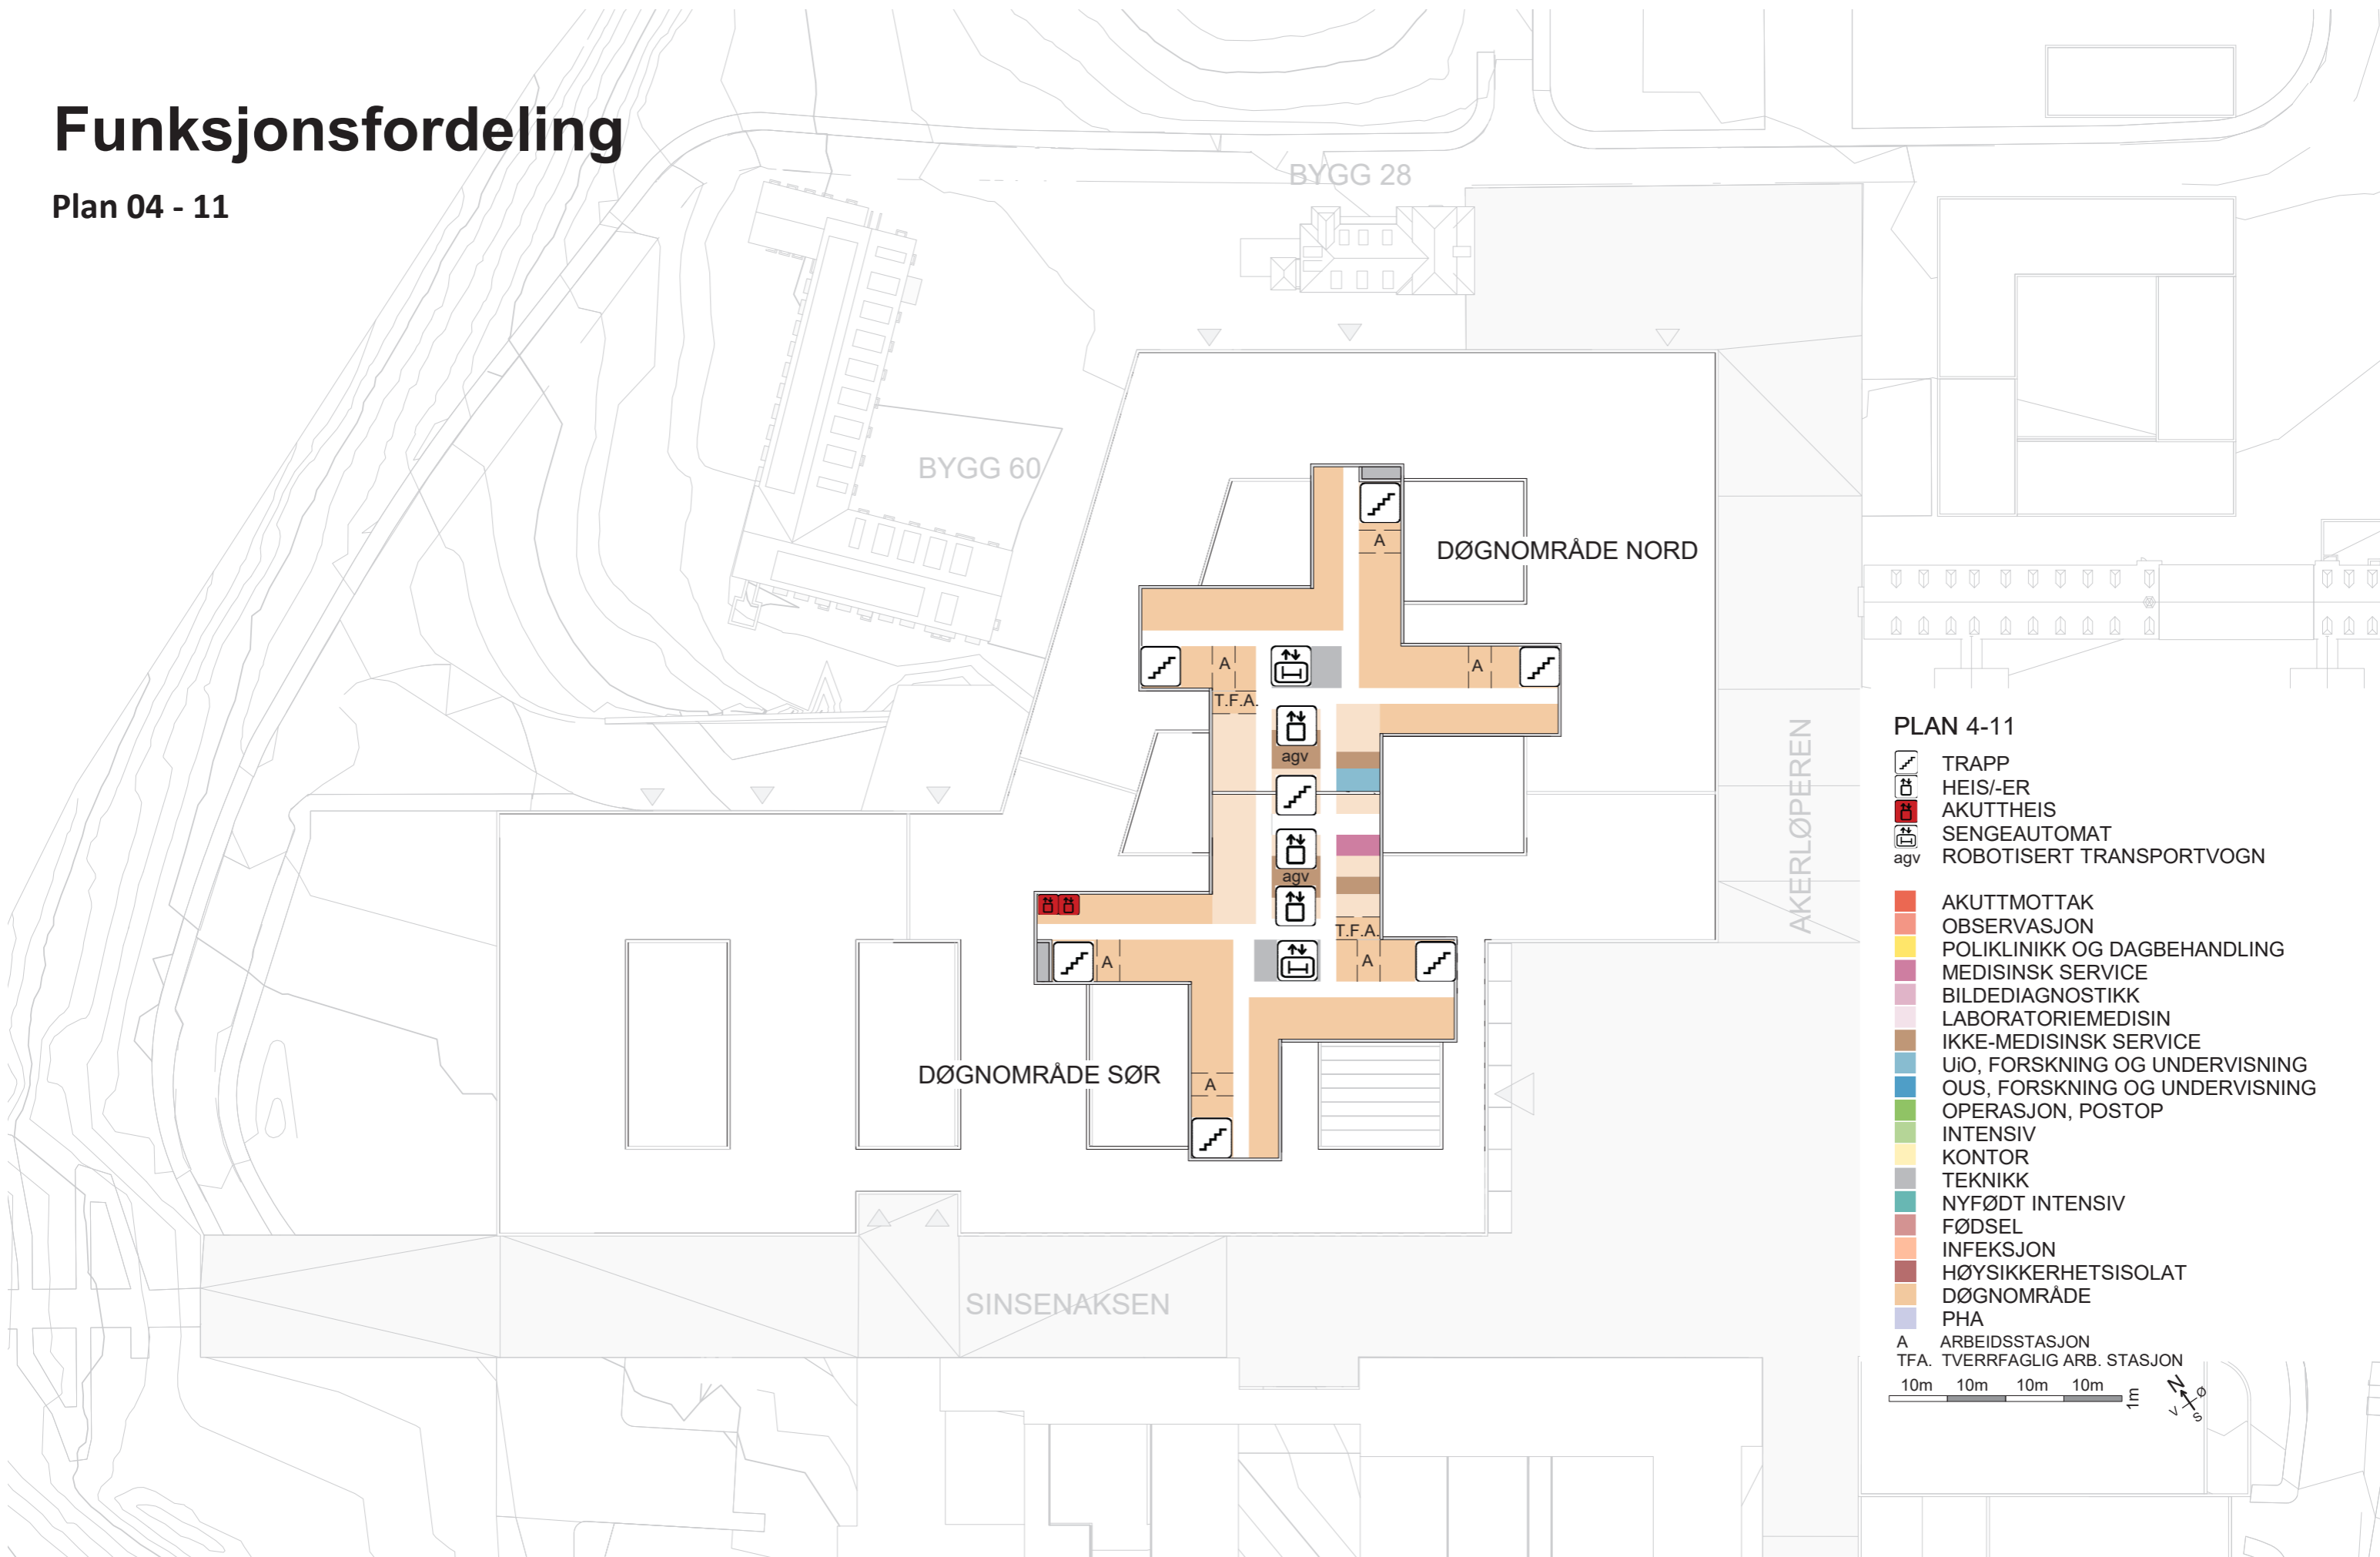 Funksjonsfordeling
Plan 04 - 11
BYGG 28
BYGG 60
DØGNOMRÅDE NORD
A
A
A
T.F.A.
agv
agv
T.F.A.
A
A
A
DØGNOMRÅDE SØR
AKERLØPEREN
SINSENAKSEN
PLAN 4-11
TRAPP
HEIS/-ER
AKUTTHEIS
SENGEAUTOMAT
agv ROBOTISERT TRANSPORTVOGN
AKUTTMOTTAK
OBSERVASJON
POLIKLINIKK OG DAGBEHANDLING
MEDISINSK SERVICE
BILDEDIAGNOSTIKK
LABORATORIEMEDISIN
IKKE-MEDISINSK SERVICE
UiO, FORSKNING OG UNDERVISNING
OUS, FORSKNING OG UNDERVISNING
OPERASJON, POSTOP
INTENSIV
KONTOR
TEKNIKK
NYFØDT INTENSIV
FØDSEL
INFEKSJON
HØYSIKKERHETSISOLAT
DØGNOMRÅDE
PHA
A ARBEIDSSTASJON
TFA. TVERRFAGLIG ARB. STASJON
10m 10m 10m 10m
1m
N
Ø
V
S